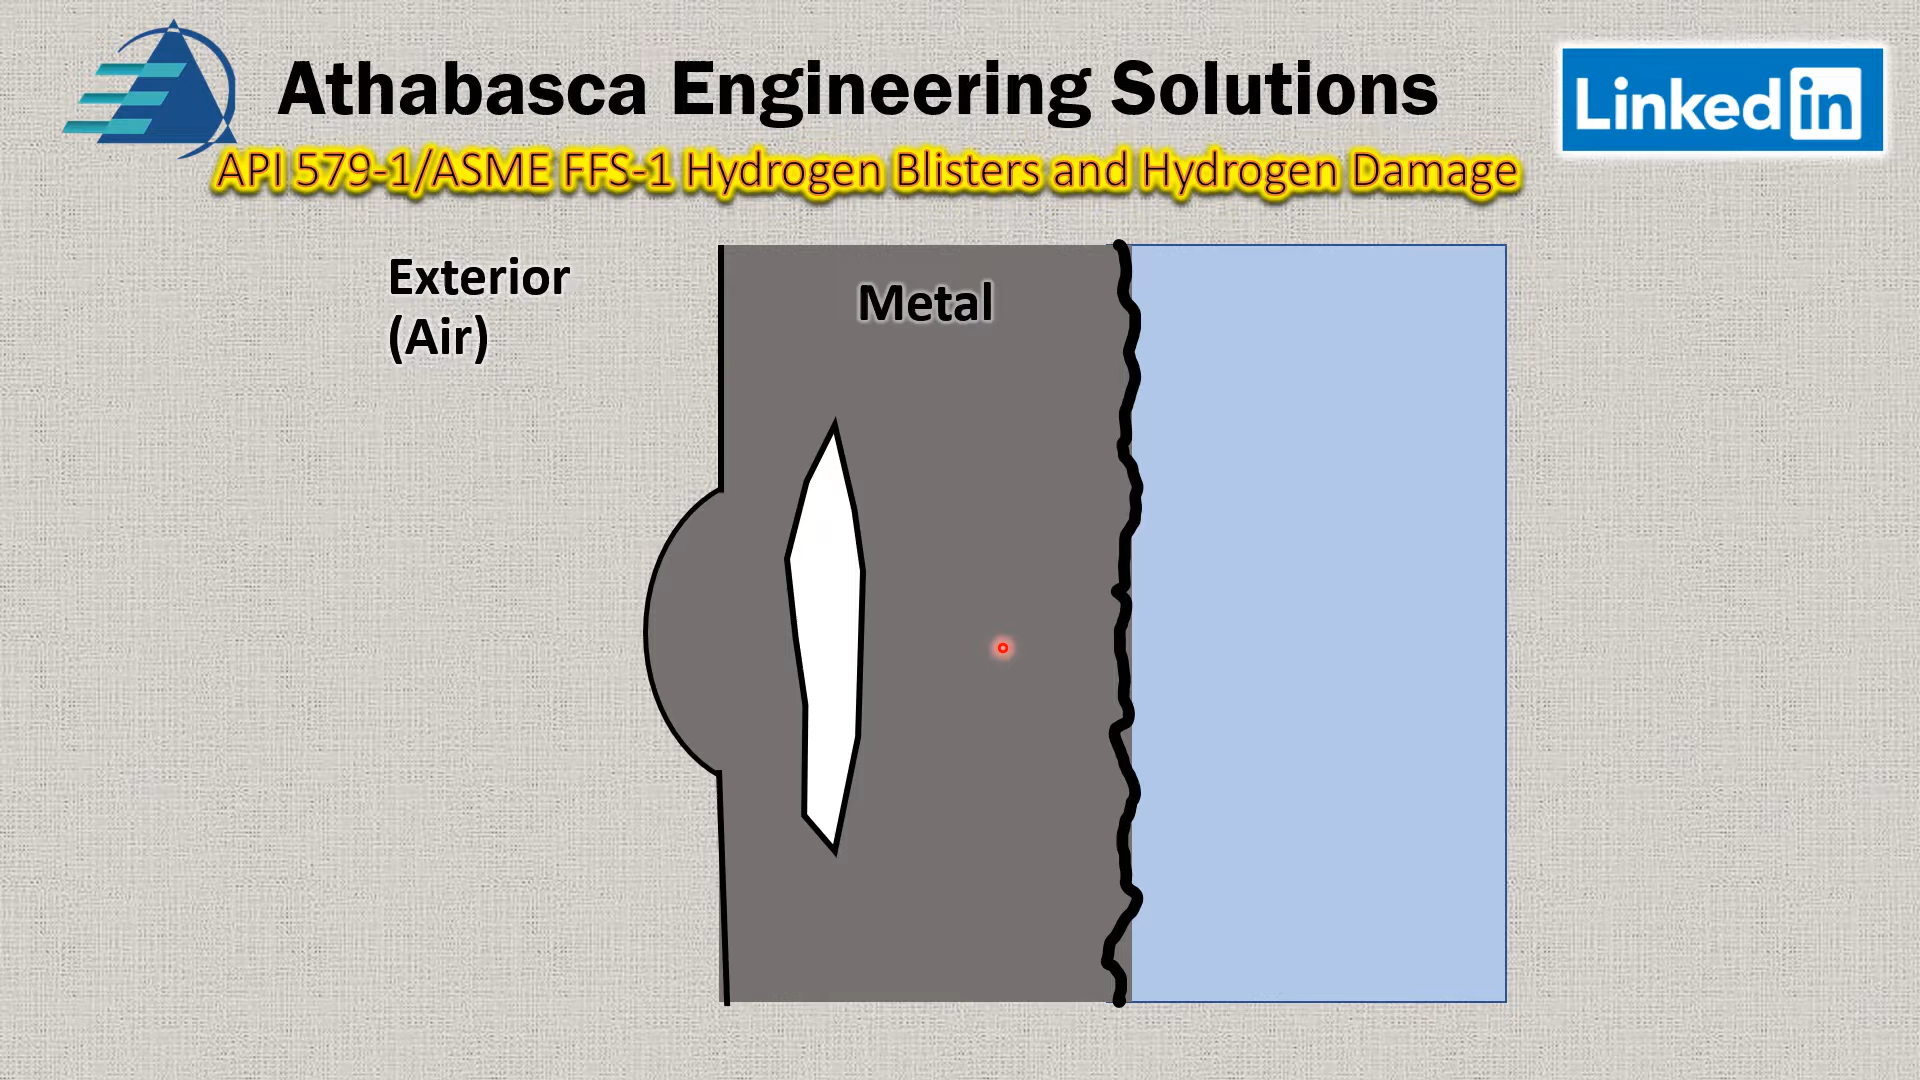 Athabasca Engineering Solutions
Linked in
API 579-1/ASME FFS-1 Hydrogen Blisters and Hydrogen Damage
Exterior
(Air)
Metal